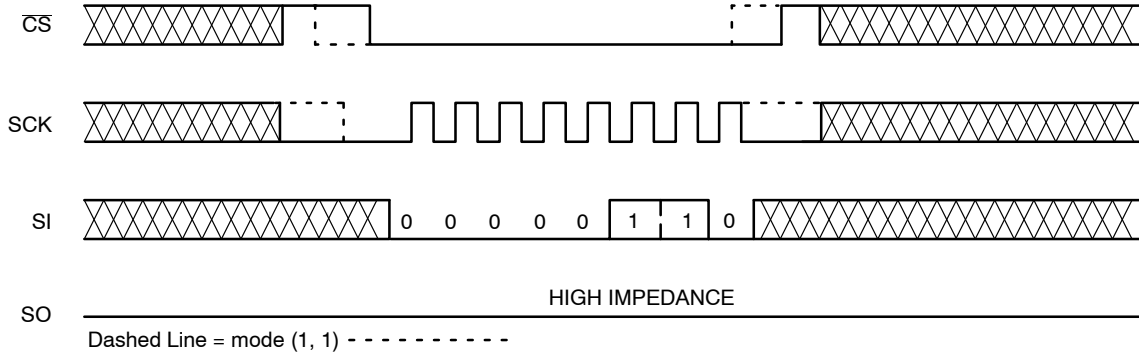 CS
SCK
SI 0 0 0 0 0 1 1 0
SO HIGH IMPEDANCE
Dashed Line = mode (1, 1)